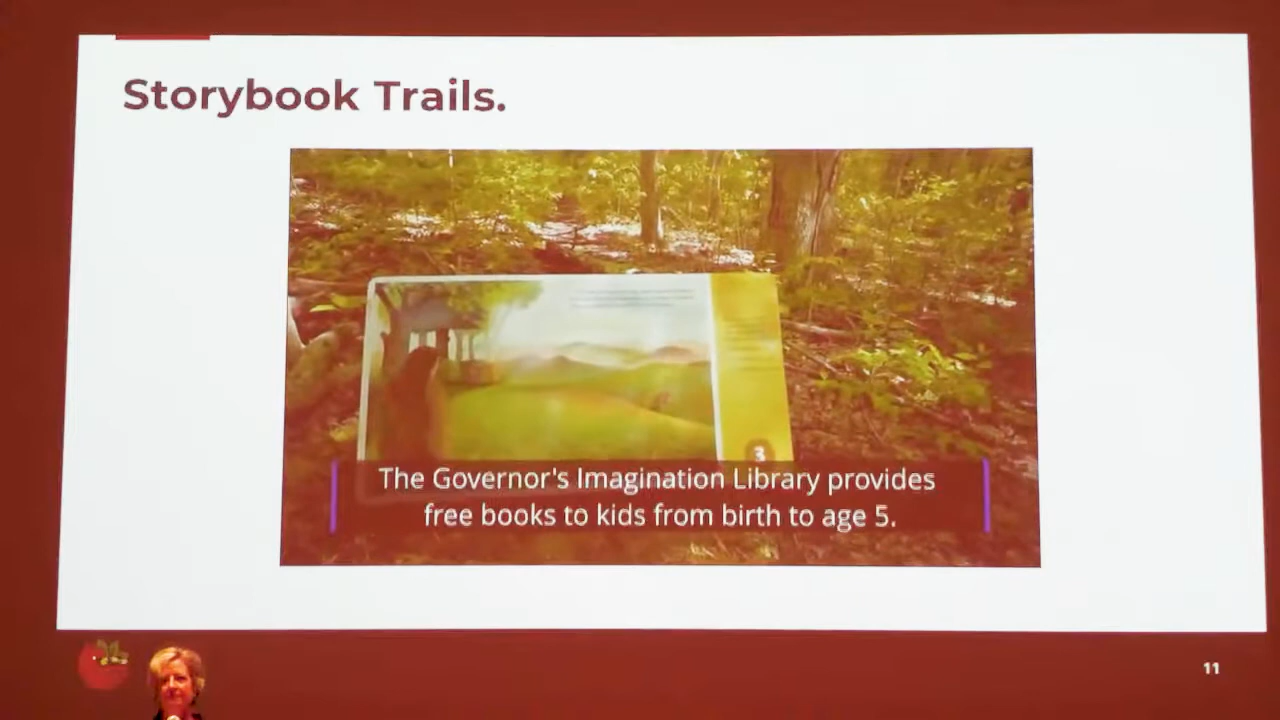 Storybook Trails.
3
The Governor's Imagination Library provides
free books to kids from birth to age 5.
11